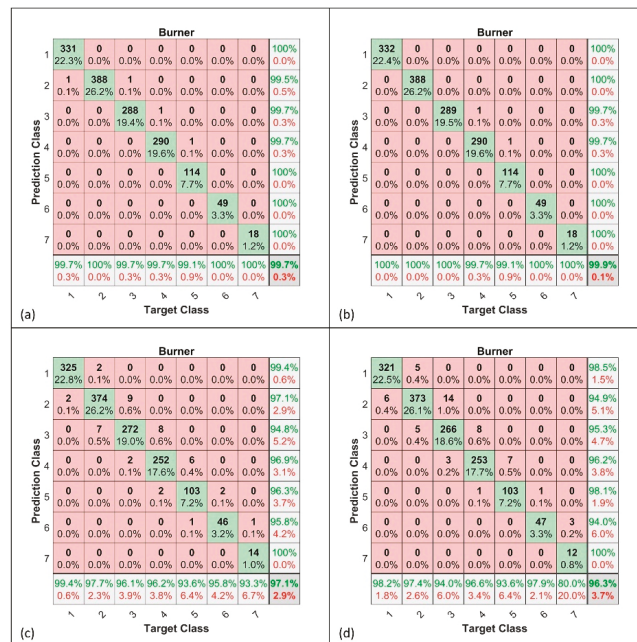 Burner
1 331 0 0 0 0 0 0 100%
22.3% 0.0% 0.0% 0.0% 0.0% 0.0% 0.0% 0.0%
2 1 388 1 0 0 0 0 99.5%
0.1% 26.2% 0.1% 0.0% 0.0% 0.0% 0.0% 0.5%
3 0 0 288 1 0 0 0 99.7%
0.0% 0.0% 19.4% 0.1% 0.0% 0.0% 0.0% 0.3%
4 0 0 0 290 1 0 0 99.7%
0.0% 0.0% 0.0% 19.6% 0.1% 0.0% 0.0% 0.3%
5 0 0 0 0 114 0 0 100%
0.0% 0.0% 0.0% 0.0% 7.7% 0.0% 0.0% 0.0%
6 0 0 0 0 0 49 0 100%
0.0% 0.0% 0.0% 0.0% 0.0% 3.3% 0.0% 0.0%
7 0 0 0 0 0 0 18 100%
0.0% 0.0% 0.0% 0.0% 0.0% 0.0% 1.2% 0.0%
99.7% 100% 99.7% 99.7% 99.1% 100% 100% 99.7%
0.3% 0.0% 0.3% 0.3% 0.9% 0.0% 0.0% 0.3%
1 2 3 4 5 6 7
Prediction Class
Target Class
(a)
Burner
1 332 0 0 0 0 0 0 100%
22.4% 0.0% 0.0% 0.0% 0.0% 0.0% 0.0% 0.0%
2 0 388 0 0 0 0 0 100%
0.0% 26.2% 0.0% 0.0% 0.0% 0.0% 0.0% 0.0%
3 0 0 289 1 0 0 0 99.7%
0.0% 0.0% 19.5% 0.1% 0.0% 0.0% 0.0% 0.3%
4 0 0 0 290 1 0 0 99.7%
0.0% 0.0% 0.0% 19.6% 0.1% 0.0% 0.0% 0.3%
5 0 0 0 0 114 0 0 100%
0.0% 0.0% 0.0% 0.0% 7.7% 0.0% 0.0% 0.0%
6 0 0 0 0 0 49 0 100%
0.0% 0.0% 0.0% 0.0% 0.0% 3.3% 0.0% 0.0%
7 0 0 0 0 0 0 18 100%
0.0% 0.0% 0.0% 0.0% 0.0% 0.0% 1.2% 0.0%
100% 100% 100% 99.7% 99.1% 100% 100% 99.9%
0.0% 0.0% 0.0% 0.3% 0.9% 0.0% 0.0% 0.1%
1 2 3 4 5 6 7
Prediction Class
Target Class
(b)
Burner
1 325 2 0 0 0 0 0 99.4%
22.8% 0.1% 0.0% 0.0% 0.0% 0.0% 0.0% 0.6%
2 2 374 9 0 0 0 0 97.1%
0.1% 26.2% 0.6% 0.0% 0.0% 0.0% 0.0% 2.9%
3 0 7 272 8 0 0 0 94.8%
0.0% 0.5% 19.0% 0.6% 0.0% 0.0% 0.0% 5.2%
4 0 0 2 252 6 0 0 96.9%
0.0% 0.0% 0.1% 17.6% 0.4% 0.0% 0.0% 3.1%
5 0 0 0 2 103 2 0 96.3%
0.0% 0.0% 0.0% 0.1% 7.2% 0.1% 0.0% 3.7%
6 0 0 0 0 1 46 1 95.8%
0.0% 0.0% 0.0% 0.0% 0.1% 3.2% 0.1% 4.2%
7 0 0 0 0 0 0 14 100%
0.0% 0.0% 0.0% 0.0% 0.0% 0.0% 1.0% 0.0%
99.4% 97.7% 96.1% 96.2% 93.6% 95.8% 93.3% 97.1%
0.6% 2.3% 3.9% 3.8% 6.4% 4.2% 6.7% 2.9%
1 2 3 4 5 6 7
Prediction Class
Target Class
(c)
Burner
1 321 5 0 0 0 0 0 98.5%
22.5% 0.4% 0.0% 0.0% 0.0% 0.0% 0.0% 1.5%
2 6 373 14 0 0 0 0 94.9%
0.4% 26.1% 1.0% 0.0% 0.0% 0.0% 0.0% 5.1%
3 0 5 266 8 0 0 0 95.3%
0.0% 0.4% 18.6% 0.6% 0.0% 0.0% 0.0% 4.7%
4 0 0 3 253 7 0 0 96.2%
0.0% 0.0% 0.2% 17.7% 0.5% 0.0% 0.0% 3.8%
5 0 0 0 1 103 1 0 98.1%
0.0% 0.0% 0.0% 0.1% 7.2% 0.1% 0.0% 1.9%
6 0 0 0 0 0 47 3 94.0%
0.0% 0.0% 0.0% 0.0% 0.0% 3.3% 0.2% 6.0%
7 0 0 0 0 0 0 12 100%
0.0% 0.0% 0.0% 0.0% 0.0% 0.0% 0.8% 0.0%
98.2% 97.4% 94.0% 96.6% 93.6% 97.9% 80.0% 96.3%
1.8% 2.6% 6.0% 3.4% 6.4% 2.1% 20.0% 3.7%
1 2 3 4 5 6 7
Prediction Class
Target Class
(d)